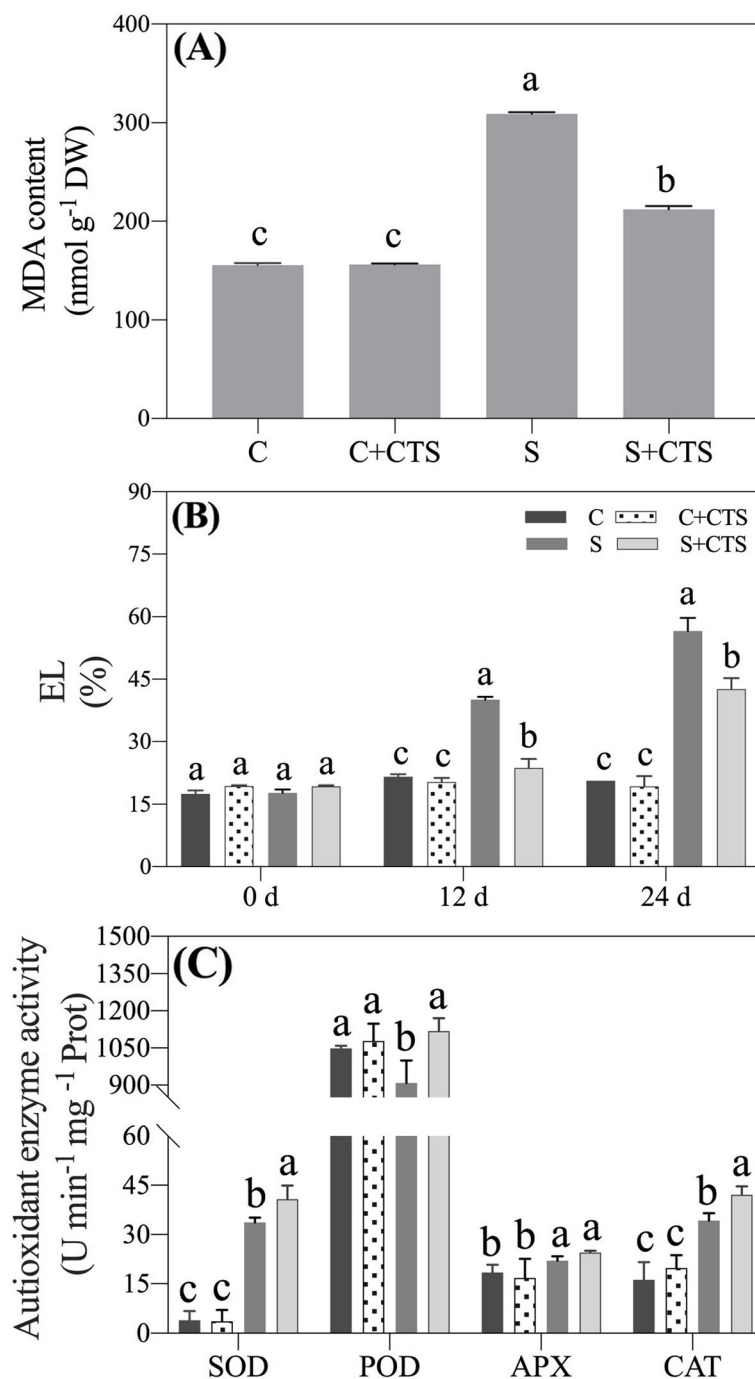 (A)
400
300
200
100
0
MDA content
(nmol g-1 DW)
c
c
a
b
C
C+CTS
S
S+CTS
(B)
C
C+CTS
S
S+CTS
90
75
60
45
30
15
0
EL
(%)
a
a
a
a
c
c
a
b
c
c
a
b
0 d
12 d
24 d
(C)
1500
1350
1200
1050
900
60
45
30
15
0
Autioxidant enzyme activity
(U min-1 mg -1 Prot)
c
c
b
a
a
a
b
a
b
b
a
a
c
c
b
a
SOD
POD
APX
CAT